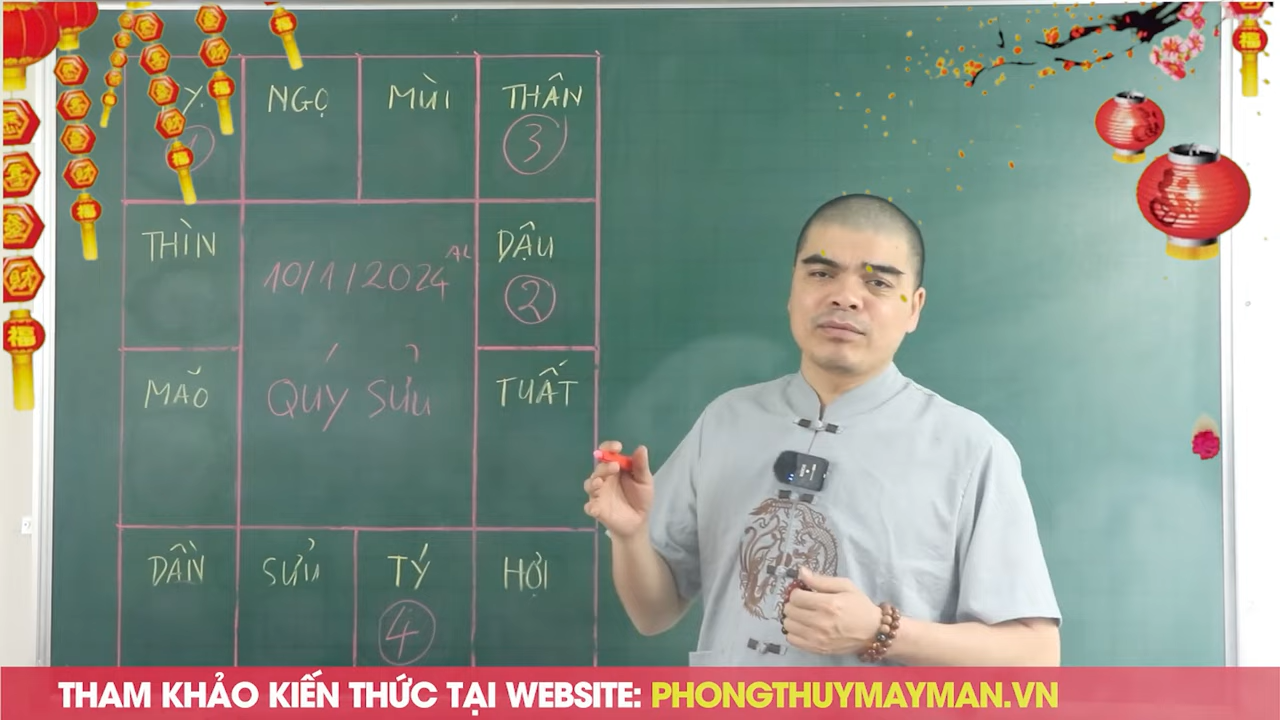 NGỌ
MÙI
THÂN
3
THÌN
10/1/2024 AL
DẬU
2
MÃO
QUÝ SỬU
TUẤT
DẦN
SỬU
TÝ
HỢI
4
THAM KHẢO KIẾN THỨC TẠI WEBSITE: PHONGTHUYMAYMAN.VN